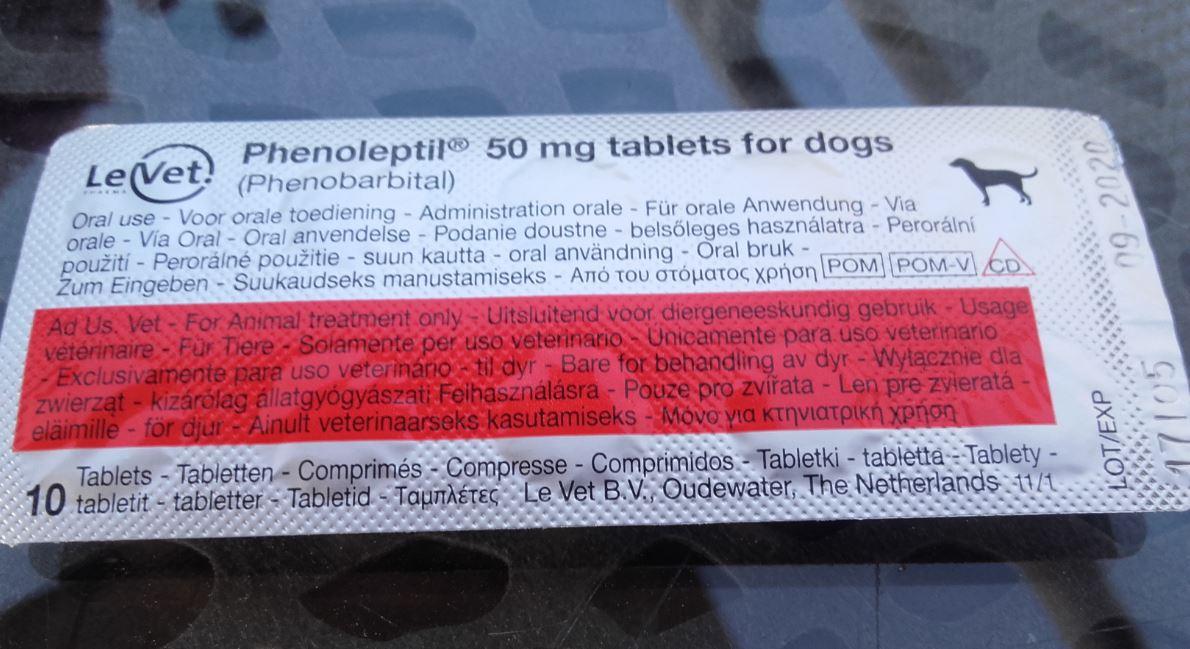 Le Vet.
PHARMA
Phenoleptil® 50 mg tablets for dogs
(Phenobarbital)
Oral use - Voor orale toediening - Administration orale - Für orale Anwendung - Via
orale - Vía Oral - Oral anvendelse - Podanie doustne - belsőleges használatra - Perorální
použití - Perorálné použitie - suun kautta - oral användning - Oral bruk -
Zum Eingeben - Suukaudseks manustamiseks - Από του στόματος χρήση POM POM-V CD
Ad Us. Vet - For Animal treatment only - Uitsluitend voor diergeneeskundig gebruik - Usage
vétérinaire - Für Tiere - Solamente per uso veterinario - Únicamente para uso veterinario
- Exclusivamente para uso veterinário - til dyr - Bare for behandling av dyr - Wyłącznie dla
zwierząt - kizárólag állatgyógyászati Felhasználásra - Pouze pro zvířata - Len pre zvieratá -
eläimille - för djur - Ainult veterinaarseks kasutamiseks - Μόνο για κτηνιατρική χρήση
10 Tablets - Tabletten - Comprimés - Compresse - Comprimidos - Tabletki - tabletta - Tablety -
tabletit - tabletter - Tabletid - Ταμπλέτες Le Vet B.V., Oudewater, The Netherlands 11/1
LOT/EXP
17105
09-2020